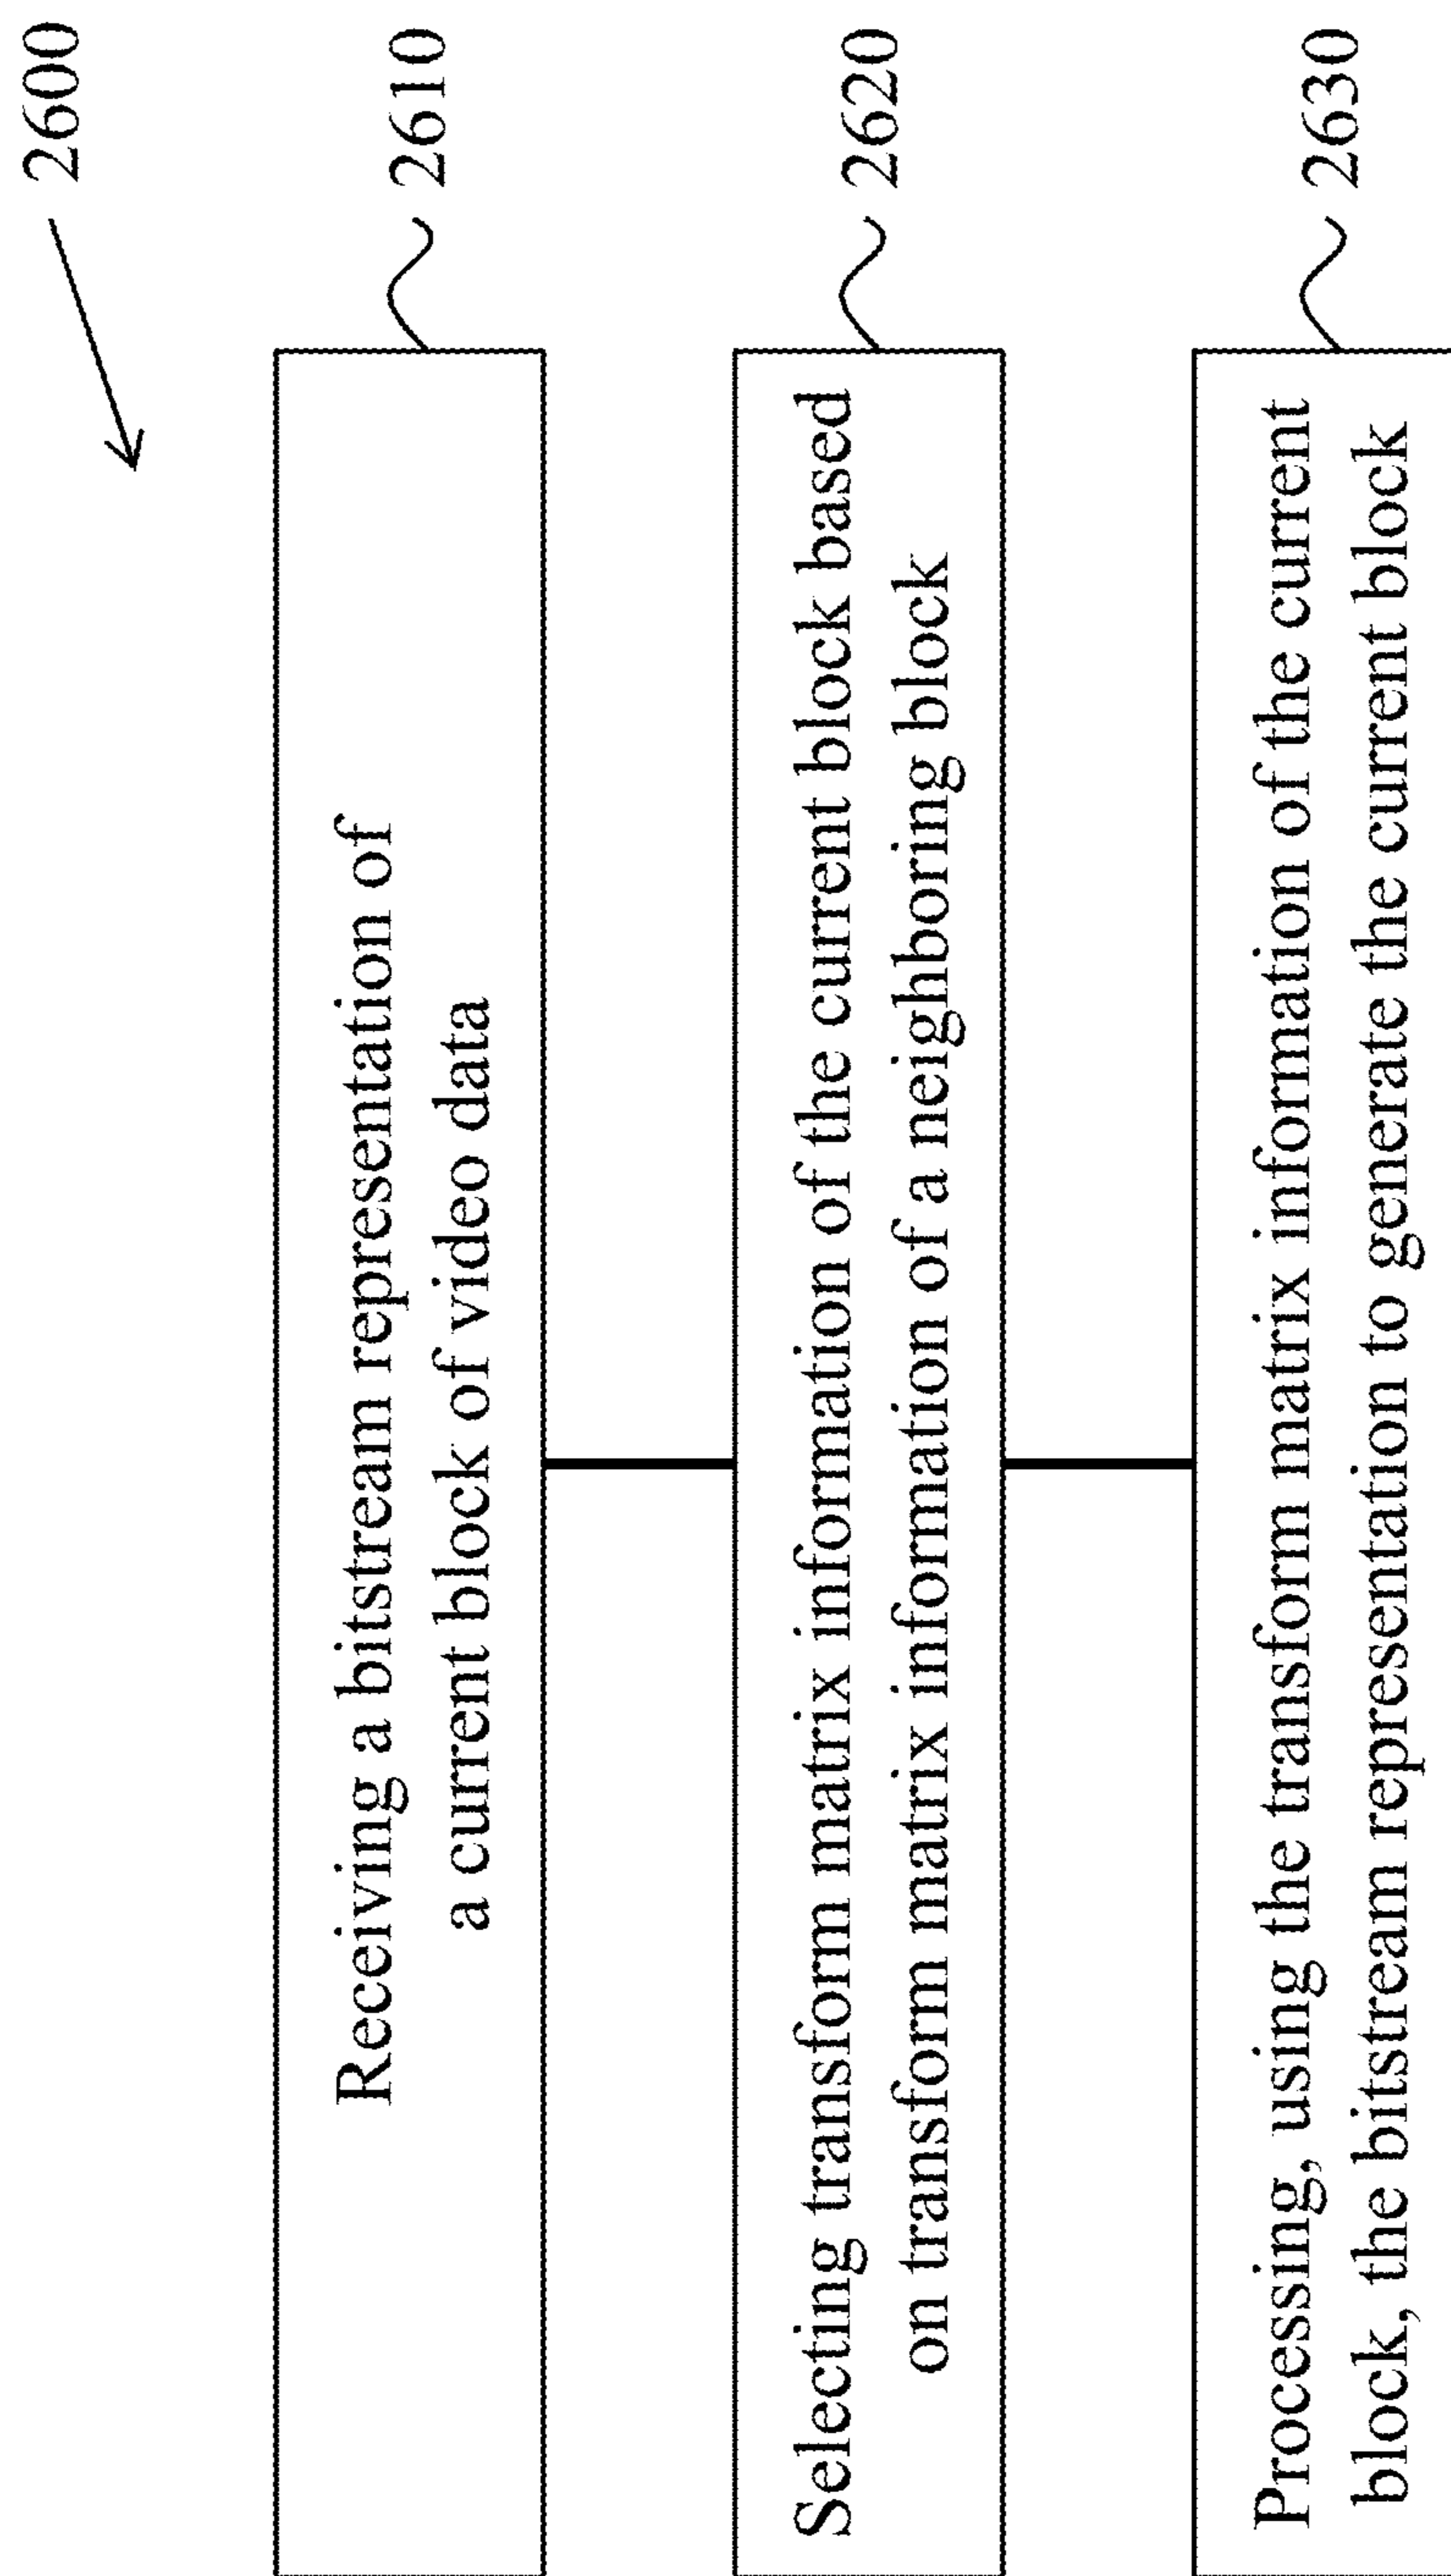 2600
Receiving a bitstream representation of
a current block of video data
2610
Selecting transform matrix information of the current block based
on transform matrix information of a neighboring block
2620
Processing, using the transform matrix information of the current
block, the bitstream representation to generate the current block
2630